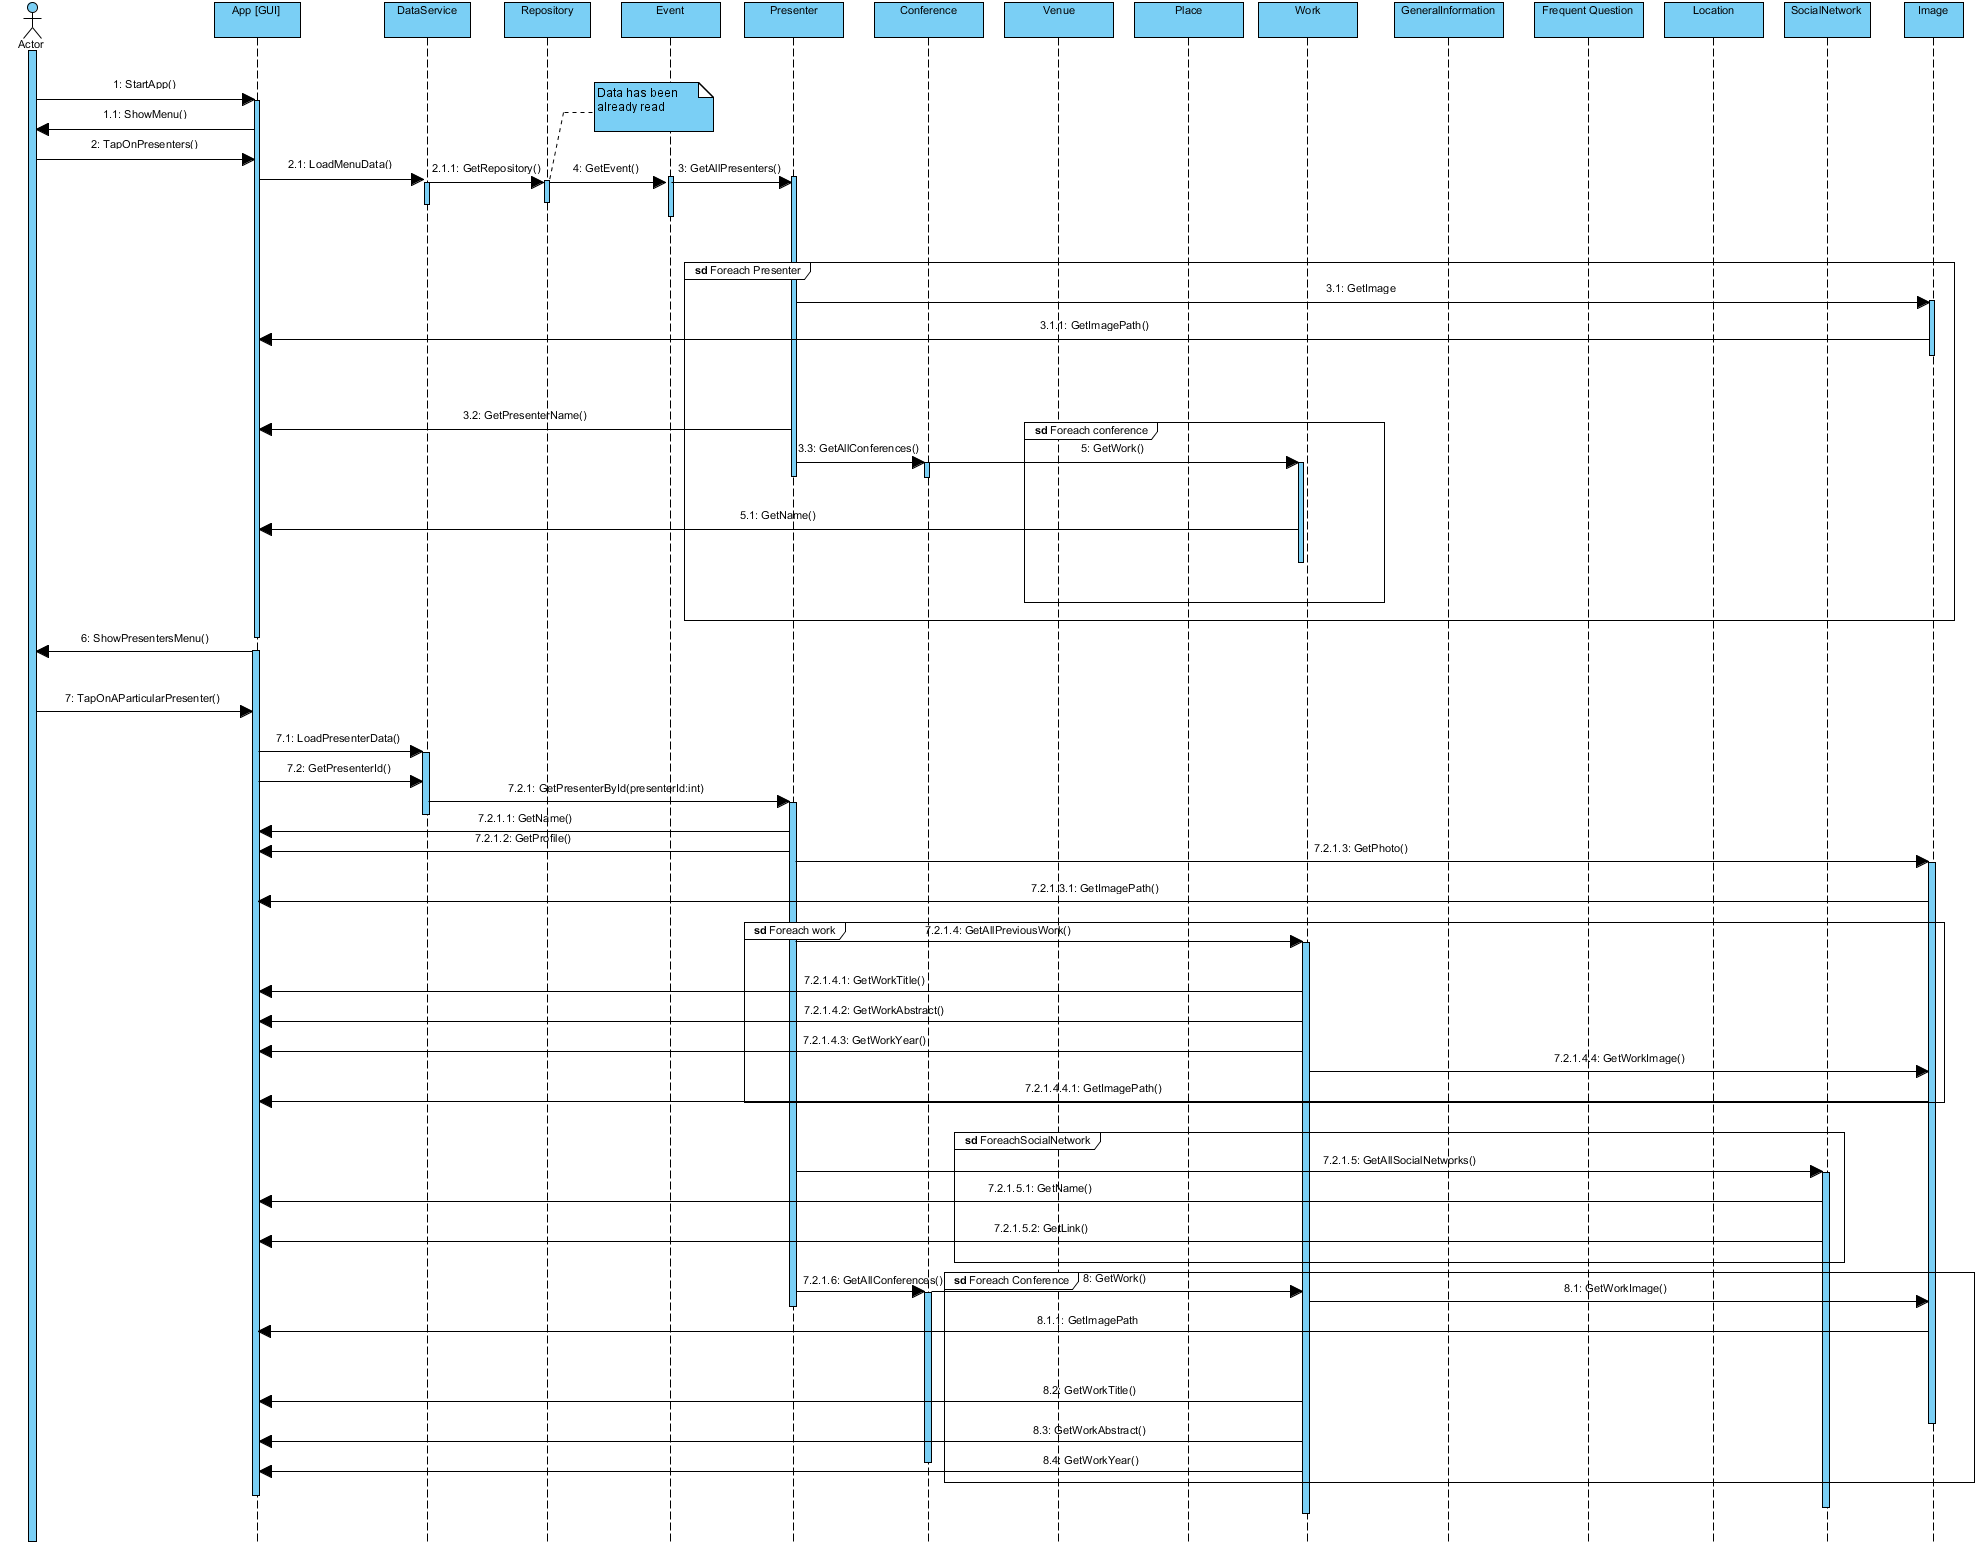 Actor
App [GUI]
DataService
Repository
Event
Presenter
Conference
Venue
Place
Work
GeneralInformation
Frequent Question
Location
SocialNetwork
Image
1: StartApp()
Data has been
already read
1.1: ShowMenu()
2: TapOnPresenters()
2.1: LoadMenuData()
2.1.1: GetRepository()
4: GetEvent()
3: GetAllPresenters()
sd Foreach Presenter
3.1: GetImage
3.1.1: GetImagePath()
3.2: GetPresenterName()
sd Foreach conference
3.3: GetAllConferences()
5: GetWork()
5.1: GetName()
6: ShowPresentersMenu()
7: TapOnAParticularPresenter()
7.1: LoadPresenterData()
7.2: GetPresenterId()
7.2.1: GetPresenterById(presenterId:int)
7.2.1.1: GetName()
7.2.1.2: GetProfile()
7.2.1.3: GetPhoto()
7.2.1.3.1: GetImagePath()
sd Foreach work
7.2.1.4: GetAllPreviousWork()
7.2.1.4.1: GetWorkTitle()
7.2.1.4.2: GetWorkAbstract()
7.2.1.4.3: GetWorkYear()
7.2.1.4.4: GetWorkImage()
7.2.1.4.4.1: GetImagePath()
sd ForeachSocialNetwork
7.2.1.5: GetAllSocialNetworks()
7.2.1.5.1: GetName()
7.2.1.5.2: GetLink()
7.2.1.6: GetAllConferences()
sd Foreach Conference
8: GetWork()
8.1: GetWorkImage()
8.1.1: GetImagePath
8.2: GetWorkTitle()
8.3: GetWorkAbstract()
8.4: GetWorkYear()